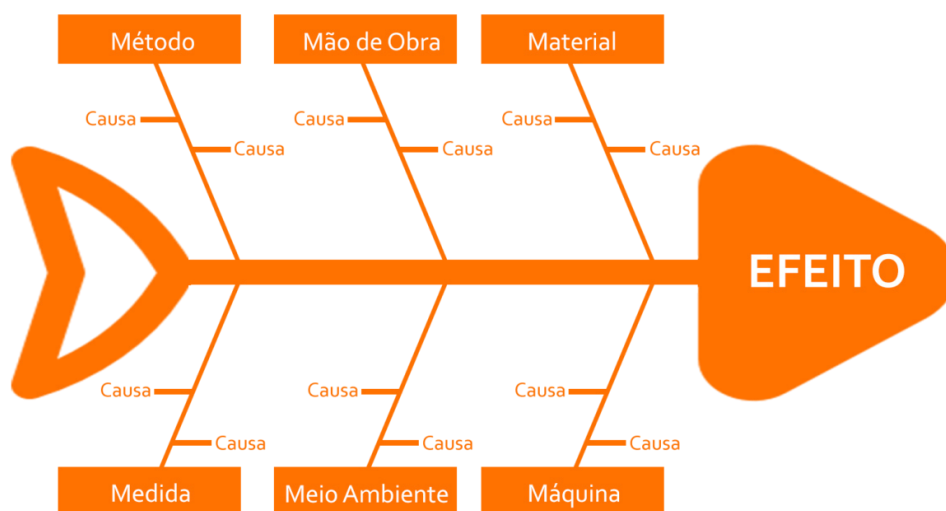 Método
Mão de Obra
Material
Causa
Causa
Causa
Causa
Causa
Causa
EFEITO
Causa
Causa
Causa
Causa
Causa
Causa
Medida
Meio Ambiente
Máquina